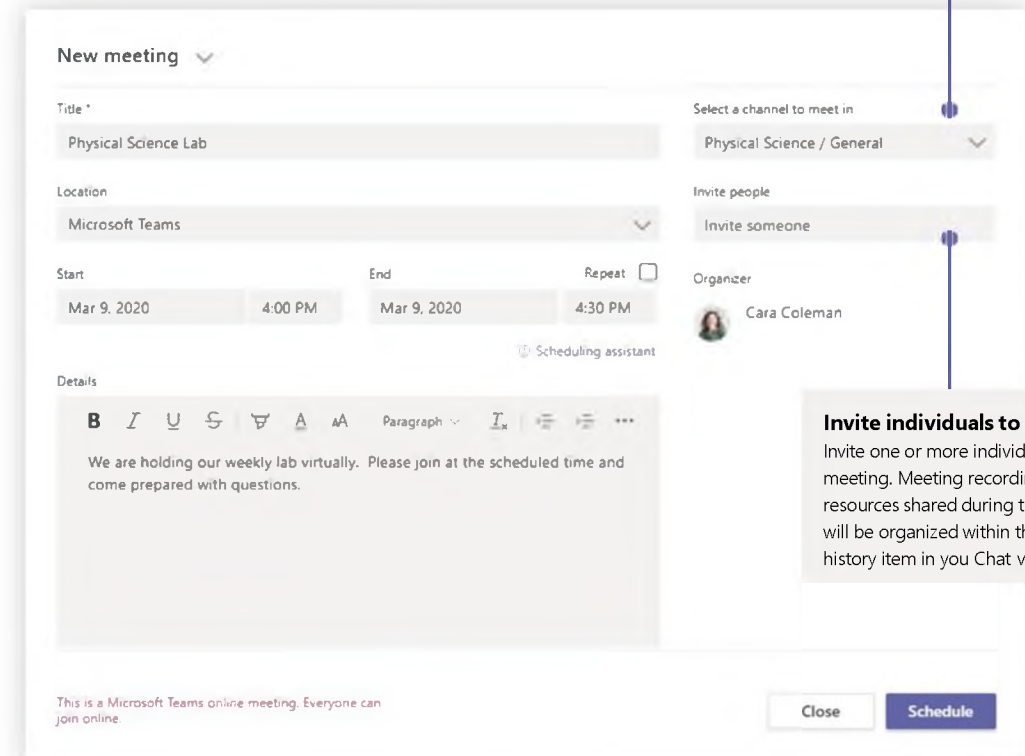 New meeting
Title *
Physical Science Lab
Select a channel to meet in
Physical Science / General
Location
Microsoft Teams
Invite people
Invite someone
Start
End
Repeat
Mar 9, 2020
4:00 PM
Mar 9, 2020
4:30 PM
Organizer
Cara Coleman
Scheduling assistant
Details
B I U S A AA Paragraph Ix ...
We are holding our weekly lab virtually. Please join at the scheduled time and
come prepared with questions.
Invite individuals to
Invite one or more individ
meeting. Meeting recordi
resources shared during t
will be organized within th
history item in you Chat v
This is a Microsoft Teams online meeting. Everyone can
join online.
Close
Schedule